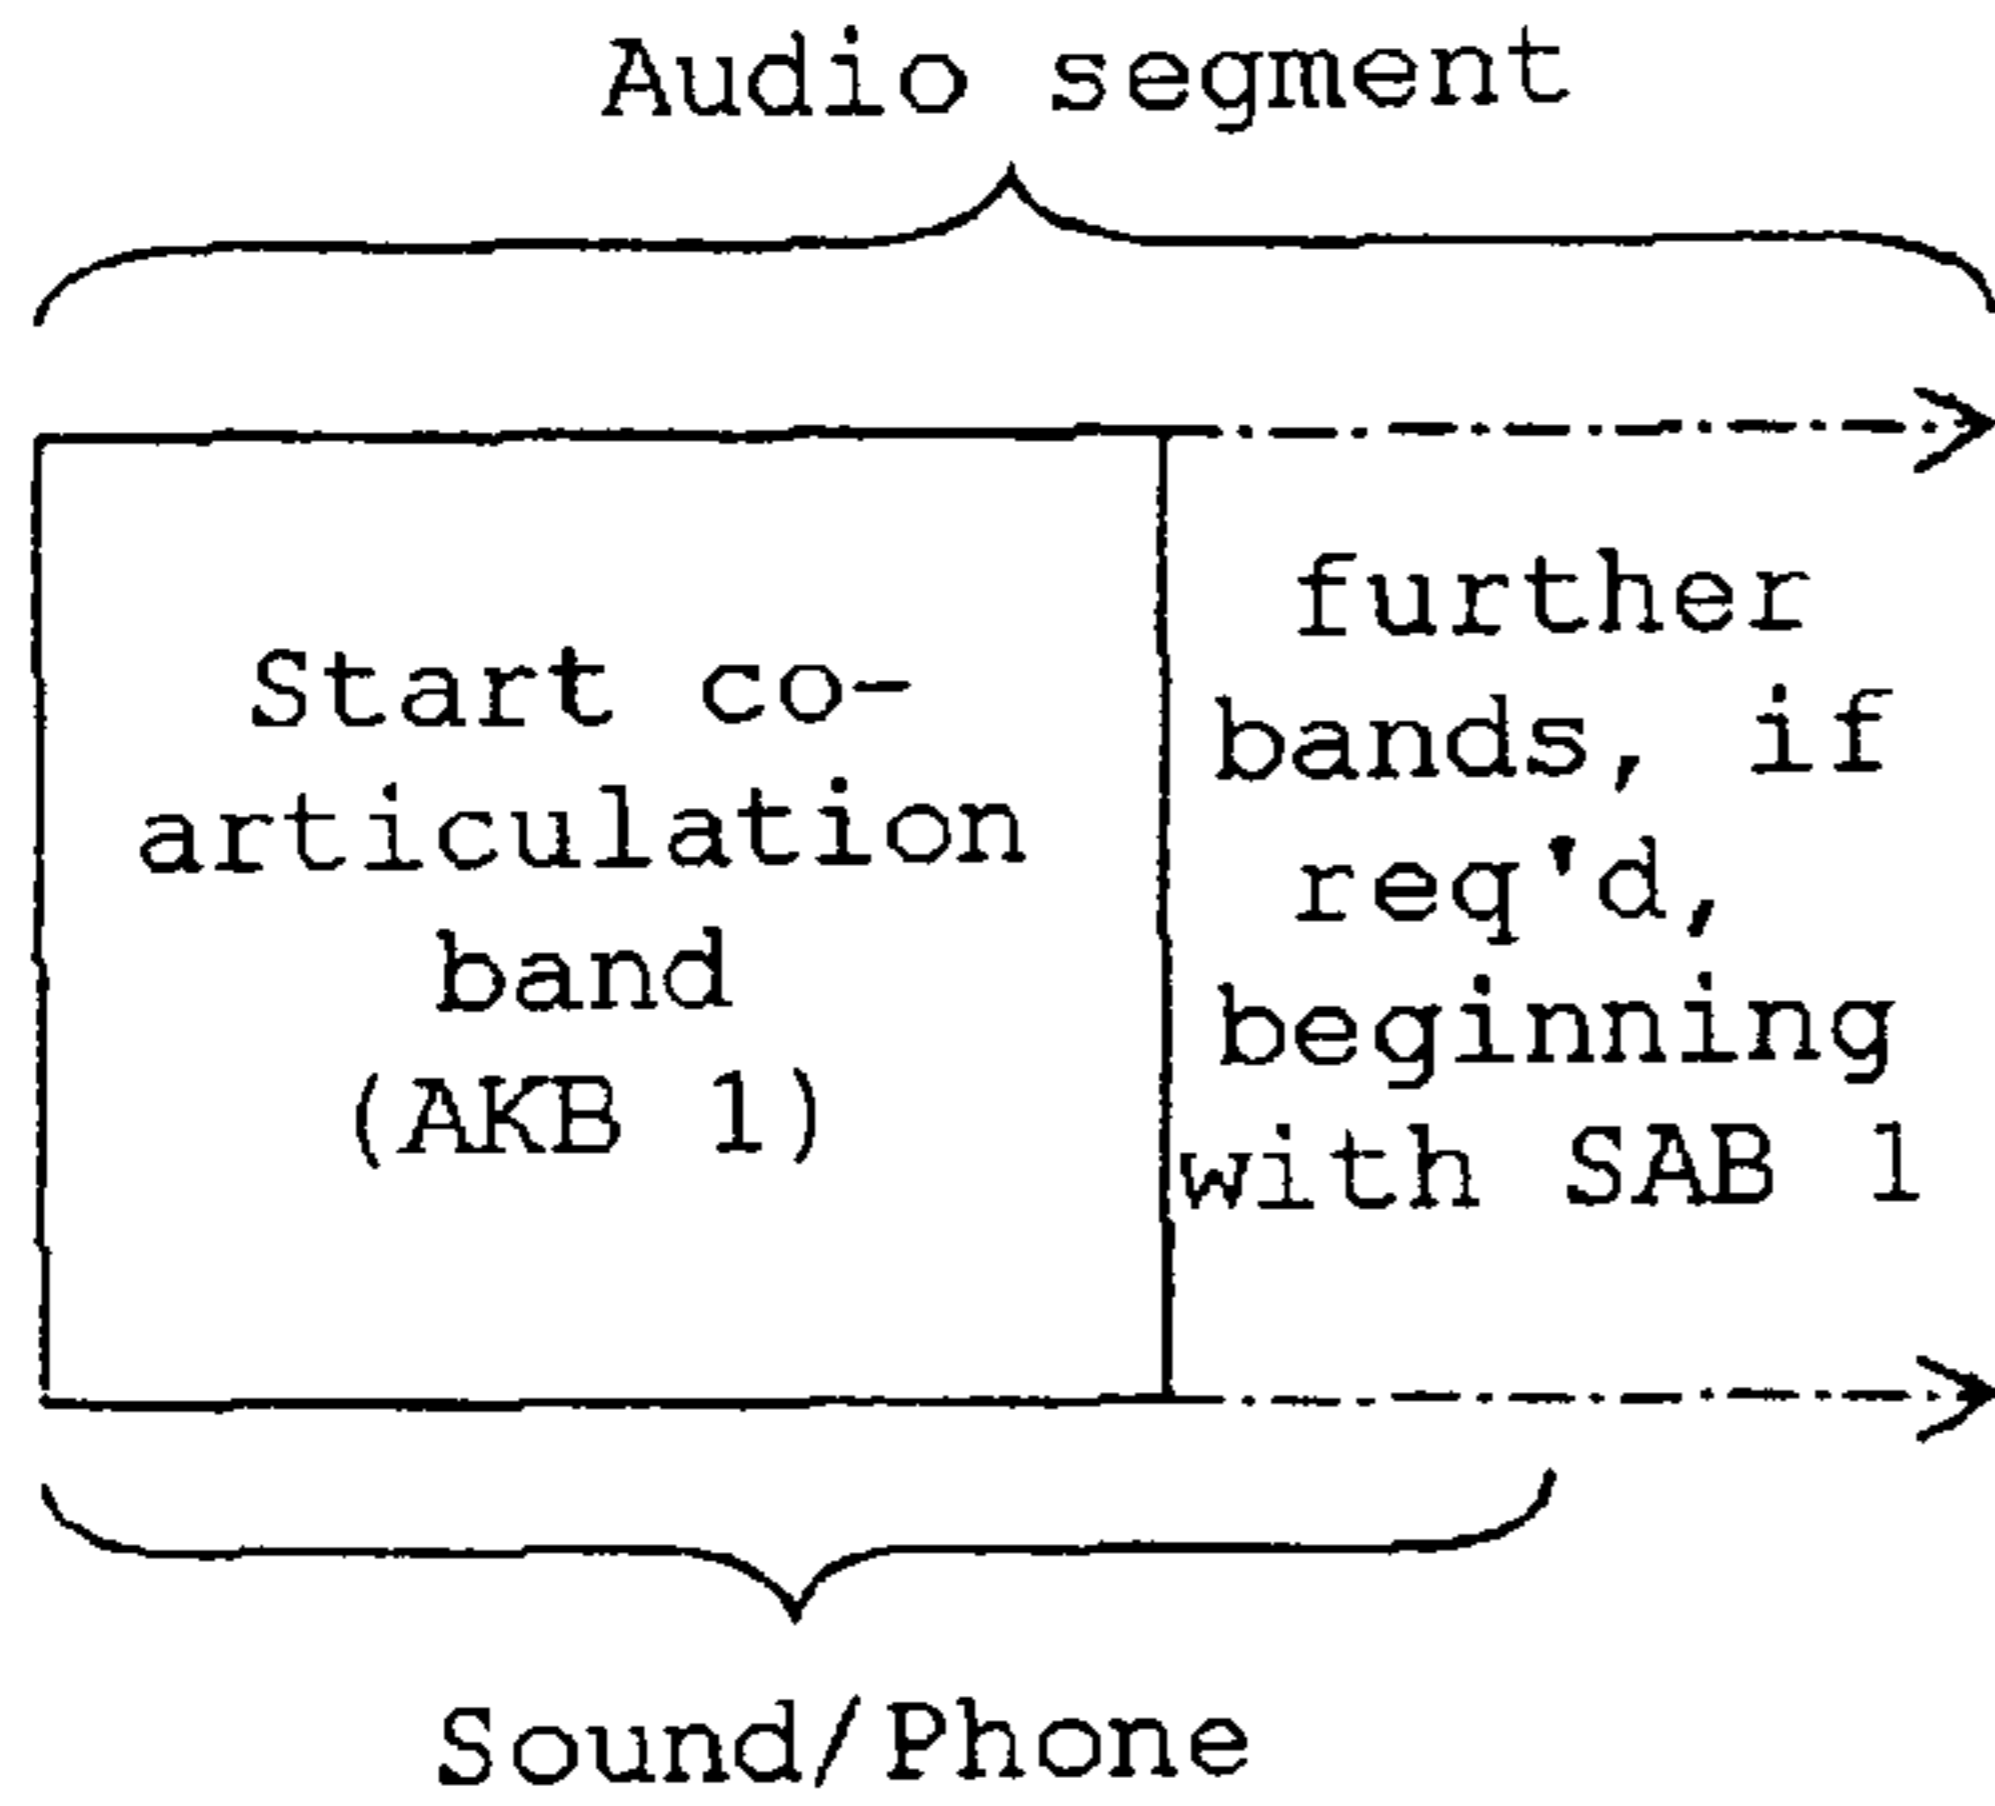 Audio segment
Start co-
articulation
band
(AKB 1)
further
bands, if
req'd,
beginning
with SAB 1
Sound/Phone